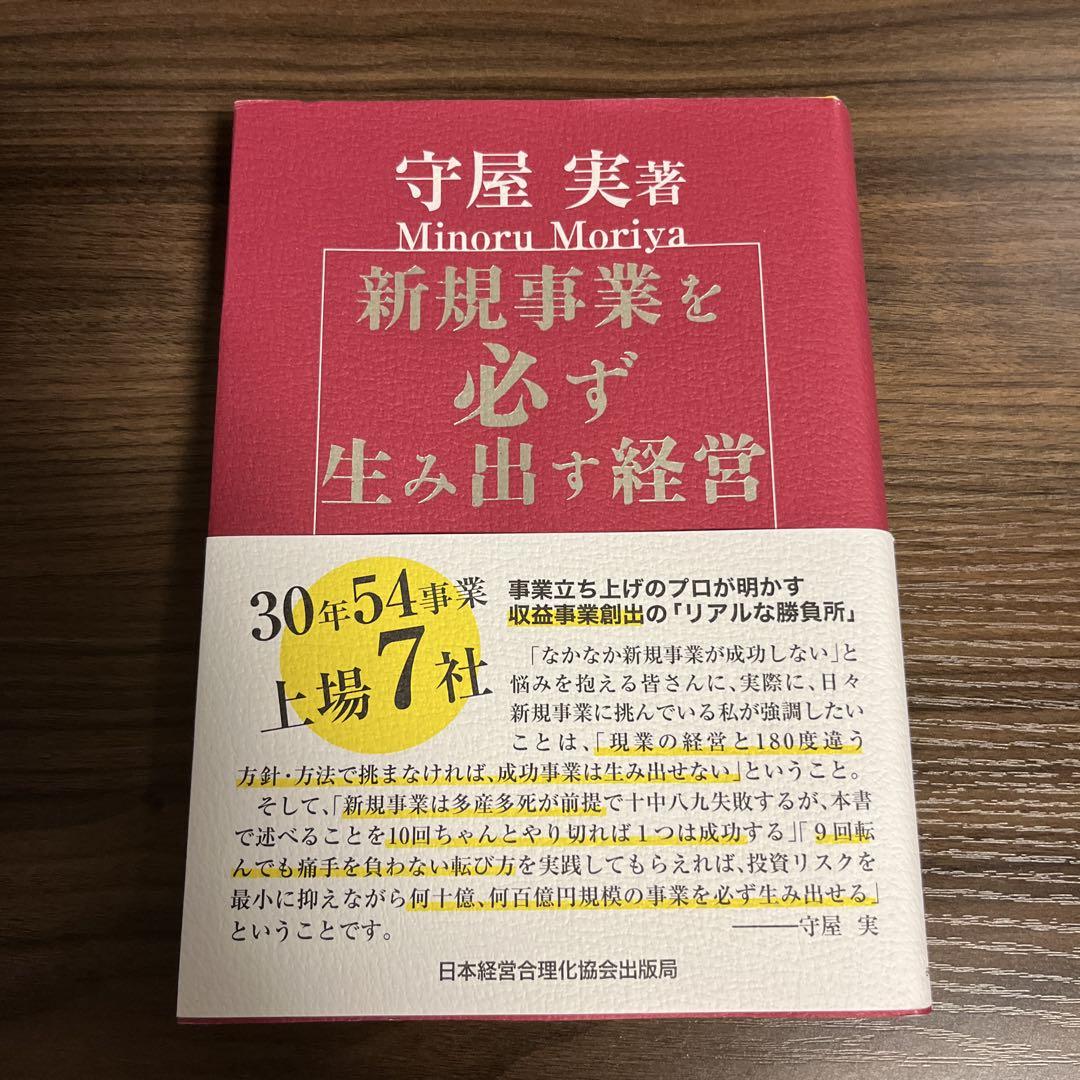 守屋 実著
Minoru Moriya
新規事業を
必ず
生み出す経営
30年54事業
上場7社
事業立ち上げのプロが明かす
収益事業創出の「リアルな勝負所」
「なかなか新規事業が成功しない」と
悩みを抱える皆さんに、実際に、日々
新規事業に挑んでいる私が強調したい
ことは、「現業の経営と180度違う
方針・方法で挑まなければ、成功事業は生み出せない」ということ。
そして、「新規事業は多産多死が前提で十中八九失敗するが、本書
で述べることを10回ちゃんとやり切れば1つは成功する」「9回転
んでも痛手を負わない転び方を実践してもらえれば、投資リスクを
最小に抑えながら何十億、何百億円規模の事業を必ず生み出せる」
ということです。 ――守屋 実
日本経営合理化協会出版局